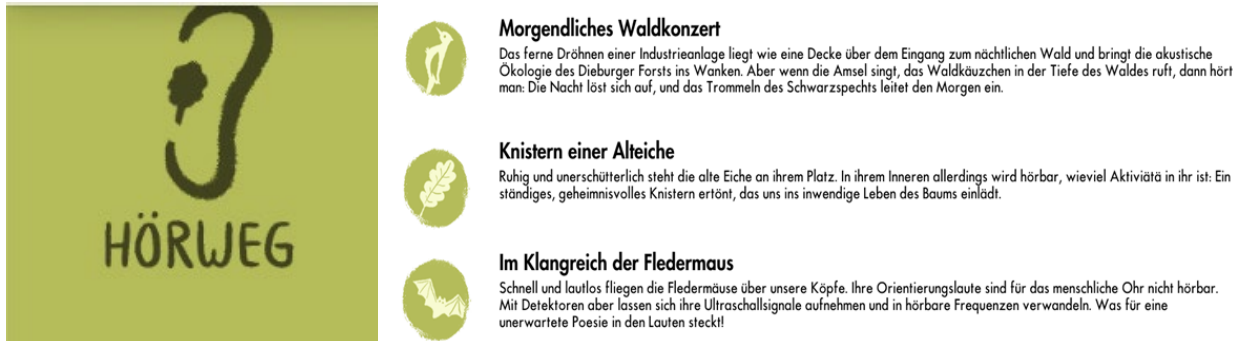 HÖRWEG
Morgendliches Waldkonzert
Das ferne Dröhnen einer Industrieanlage liegt wie eine Decke über dem Eingang zum nächtlichen Wald und bringt die akustische
Ökologie des Dieburger Forsts ins Wanken. Aber wenn die Amsel singt, das Waldkäuzchen in der Tiefe des Waldes ruft, dann hört
man: Die Nacht löst sich auf, und das Trommeln des Schwarzspechts leitet den Morgen ein.
Knistern einer Alteiche
Ruhig und unerschütterlich steht die alte Eiche an ihrem Platz. In ihrem Inneren allerdings wird hörbar, wieviel Aktiviätä in ihr ist: Ein
ständiges, geheimnisvolles Knistern ertönt, das uns ins inwendige Leben des Baums einlädt.
Im Klangreich der Fledermaus
Schnell und lautlos fliegen die Fledermäuse über unsere Köpfe. Ihre Orientierungslaute sind für das menschliche Ohr nicht hörbar.
Mit Detektoren aber lassen sich ihre Ultraschallsignale aufnehmen und in hörbare Frequenzen verwandeln. Was für eine
unerwartete Poesie in den Lauten steckt!